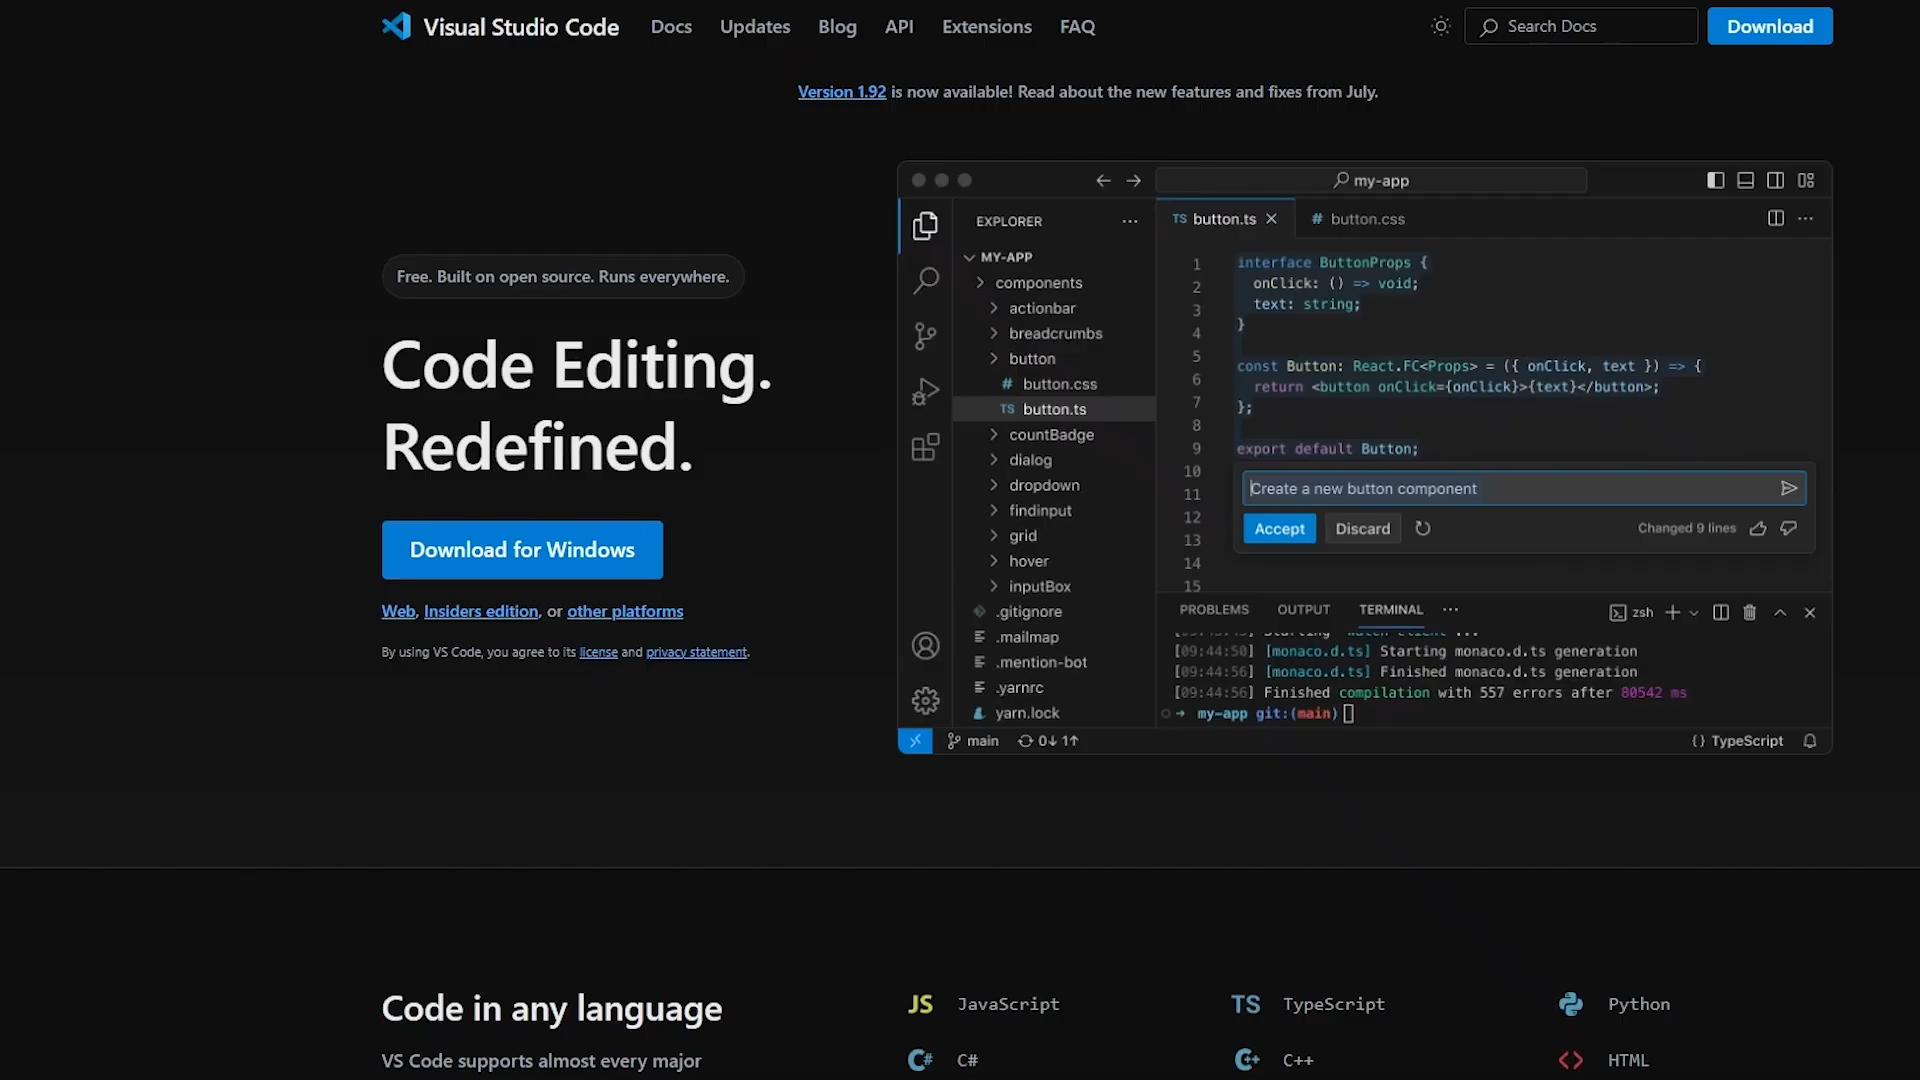 Visual Studio Code Docs Updates Blog API Extensions FAQ Search Docs Download
Version 1.92 is now available! Read about the new features and fixes from July.
Free. Built on open source. Runs everywhere.
Code Editing.
Redefined.
Download for Windows
Web, Insiders edition, or other platforms
By using VS Code, you agree to its license and privacy statement.
my-app
EXPLORER
MY-APP
components
actionbar
breadcrumbs
button
# button.css
TS button.ts
countBadge
dialog
dropdown
findinput
grid
hover
inputBox
.gitignore
.mailmap
.mention-bot
.yarnrc
yarn.lock
TS button.ts # button.css
1 interface ButtonProps {
2 onClick: () => void;
3 text: string;
4 }
5
6 const Button: React.FC<Props> = ({ onClick, text }) => {
7 return <button onClick={onClick}>{text}</button>;
8 };
9 export default Button;
10
11 Create a new button component
12
13 Accept Discard Changed 9 lines
14
15
PROBLEMS OUTPUT TERMINAL ... zsh
[09:44:50] [monaco.d.ts] Starting monaco.d.ts generation
[09:44:56] [monaco.d.ts] Finished monaco.d.ts generation
[09:44:56] Finished compilation with 557 errors after 80542 ms
my-app git:(main)
main 0↓ 1↑ {} TypeScript
Code in any language
VS Code supports almost every major
JS JavaScript TS TypeScript Python
C# C# C++ C++ HTML